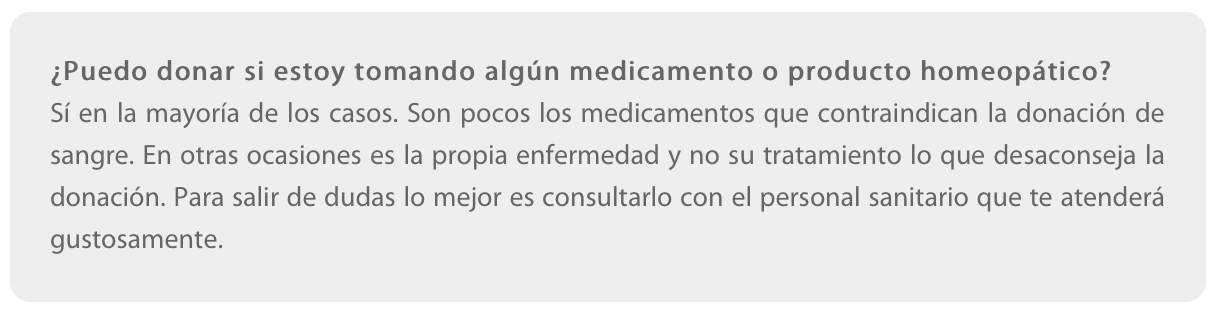 ¿Puedo donar si estoy tomando algún medicamento o producto homeopático?
Sí en la mayoría de los casos. Son pocos los medicamentos que contraindican la donación de
sangre. En otras ocasiones es la propia enfermedad y no su tratamiento lo que desaconseja la
donación. Para salir de dudas lo mejor es consultarlo con el personal sanitario que te atenderá
gustosamente.